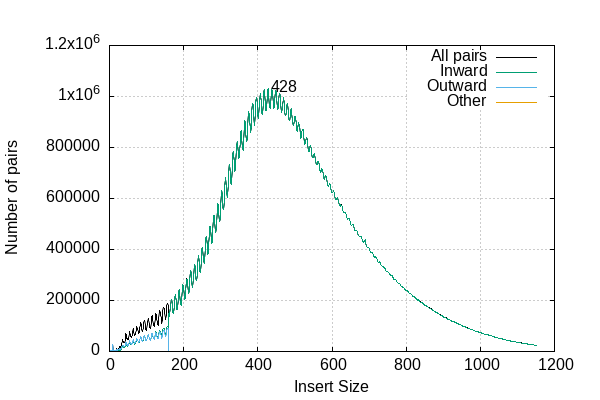 1.2x10^6
1x10^6
800000
600000
400000
200000
0
Number of pairs
428
All pairs
Inward
Outward
Other
0 200 400 600 800 1000 1200
Insert Size